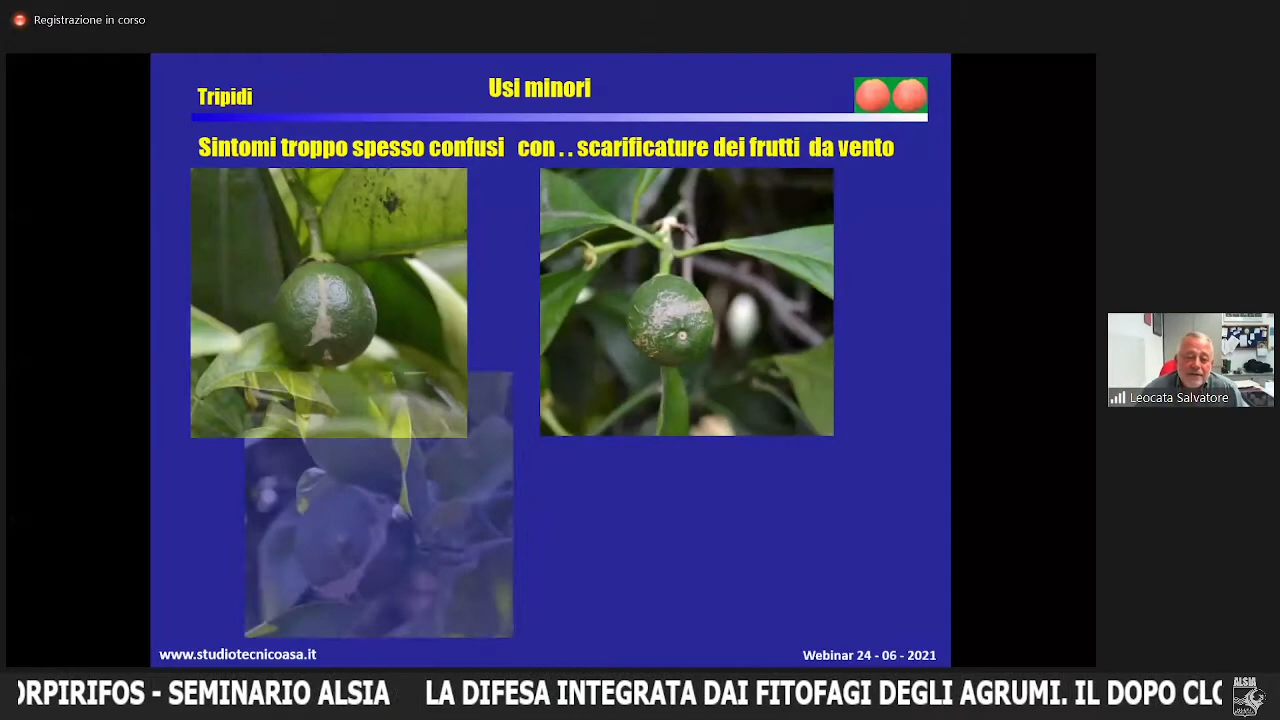 Registrazione in corso
Usi minori
Tripidi
Sintomi troppo spesso confusi con . . scarificature dei frutti da vento
Leocata Salvatore
www.studiotecnicoasa.it
Webinar 24 - 06 - 2021
ORPIRIFOS - SEMINARIO ALSIA LA DIFESA INTEGRATA DAI FITOFAGI DEGLI AGRUMI. IL DOPO CLO
ALSIA